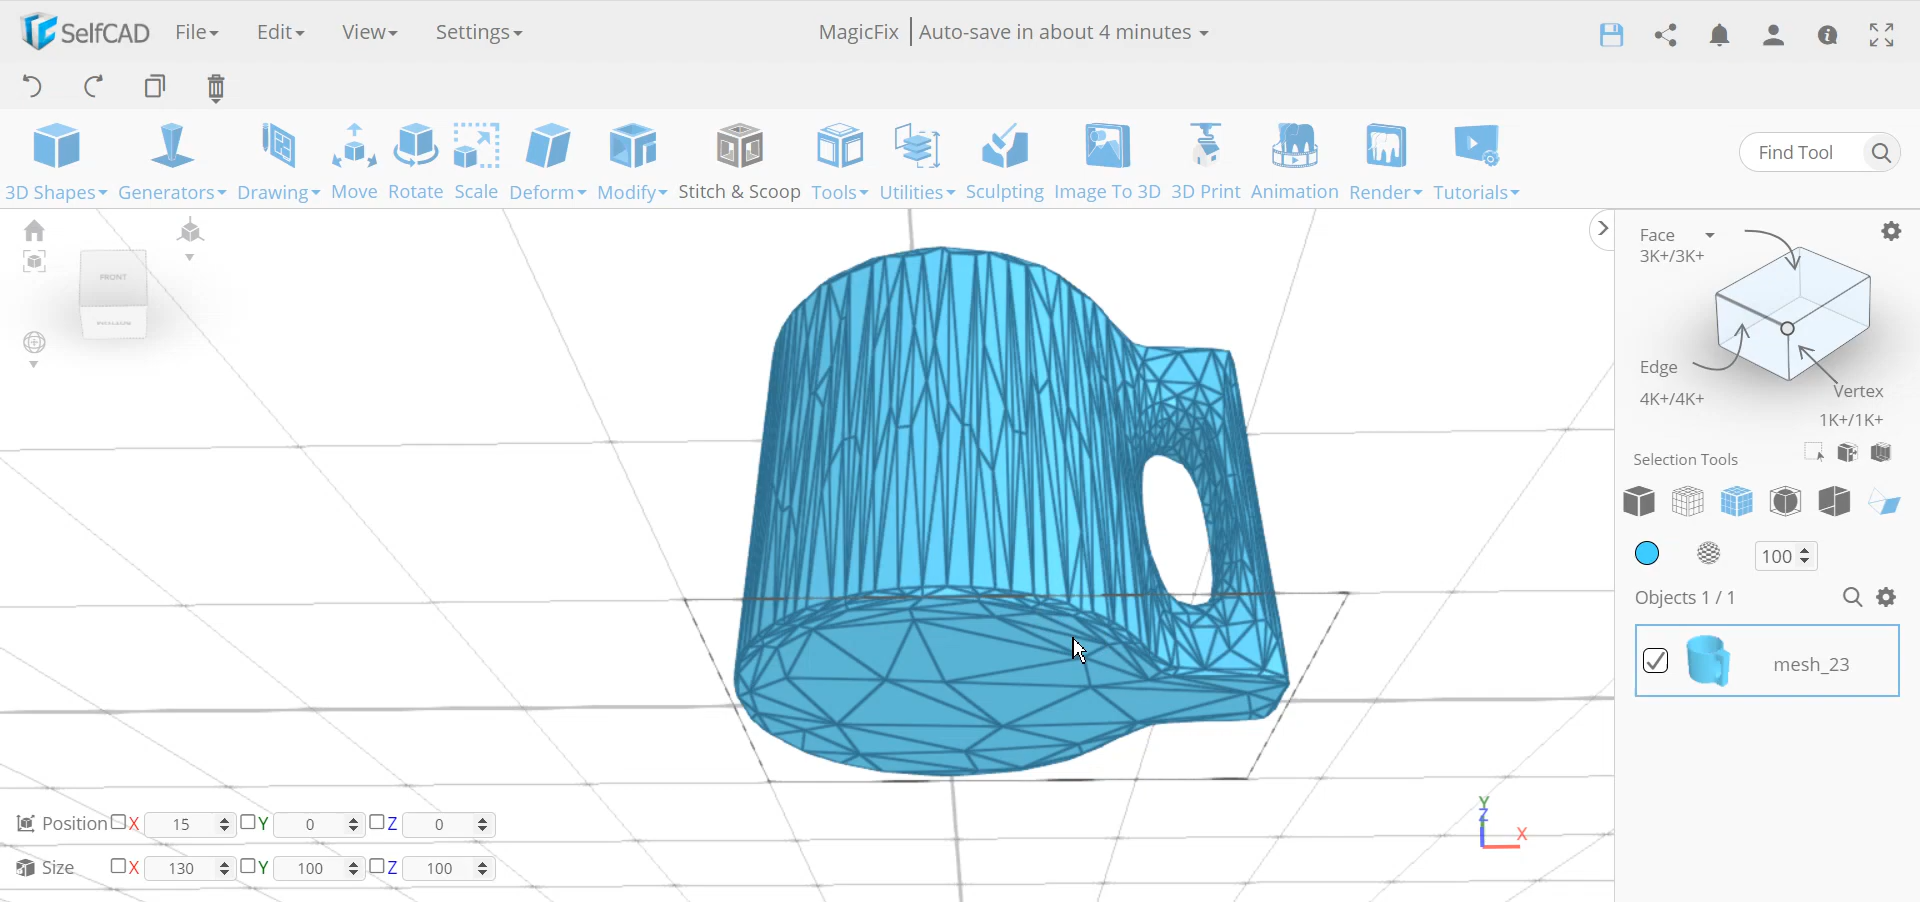 SelfCAD File Edit View Settings MagicFix Auto-save in about 4 minutes
3D Shapes Generators Drawing Move Rotate Scale Deform Modify Stitch & Scoop Tools Utilities Sculpting Image To 3D 3D Print Animation Render Tutorials
Find Tool
FRONT
Face
3K+/3K+
Edge
4K+/4K+
Vertex
1K+/1K+
Selection Tools
100
Objects 1 / 1
mesh_23
Position X 15 Y 0 Z 0
Size X 130 Y 100 Z 100
Y
Z
X